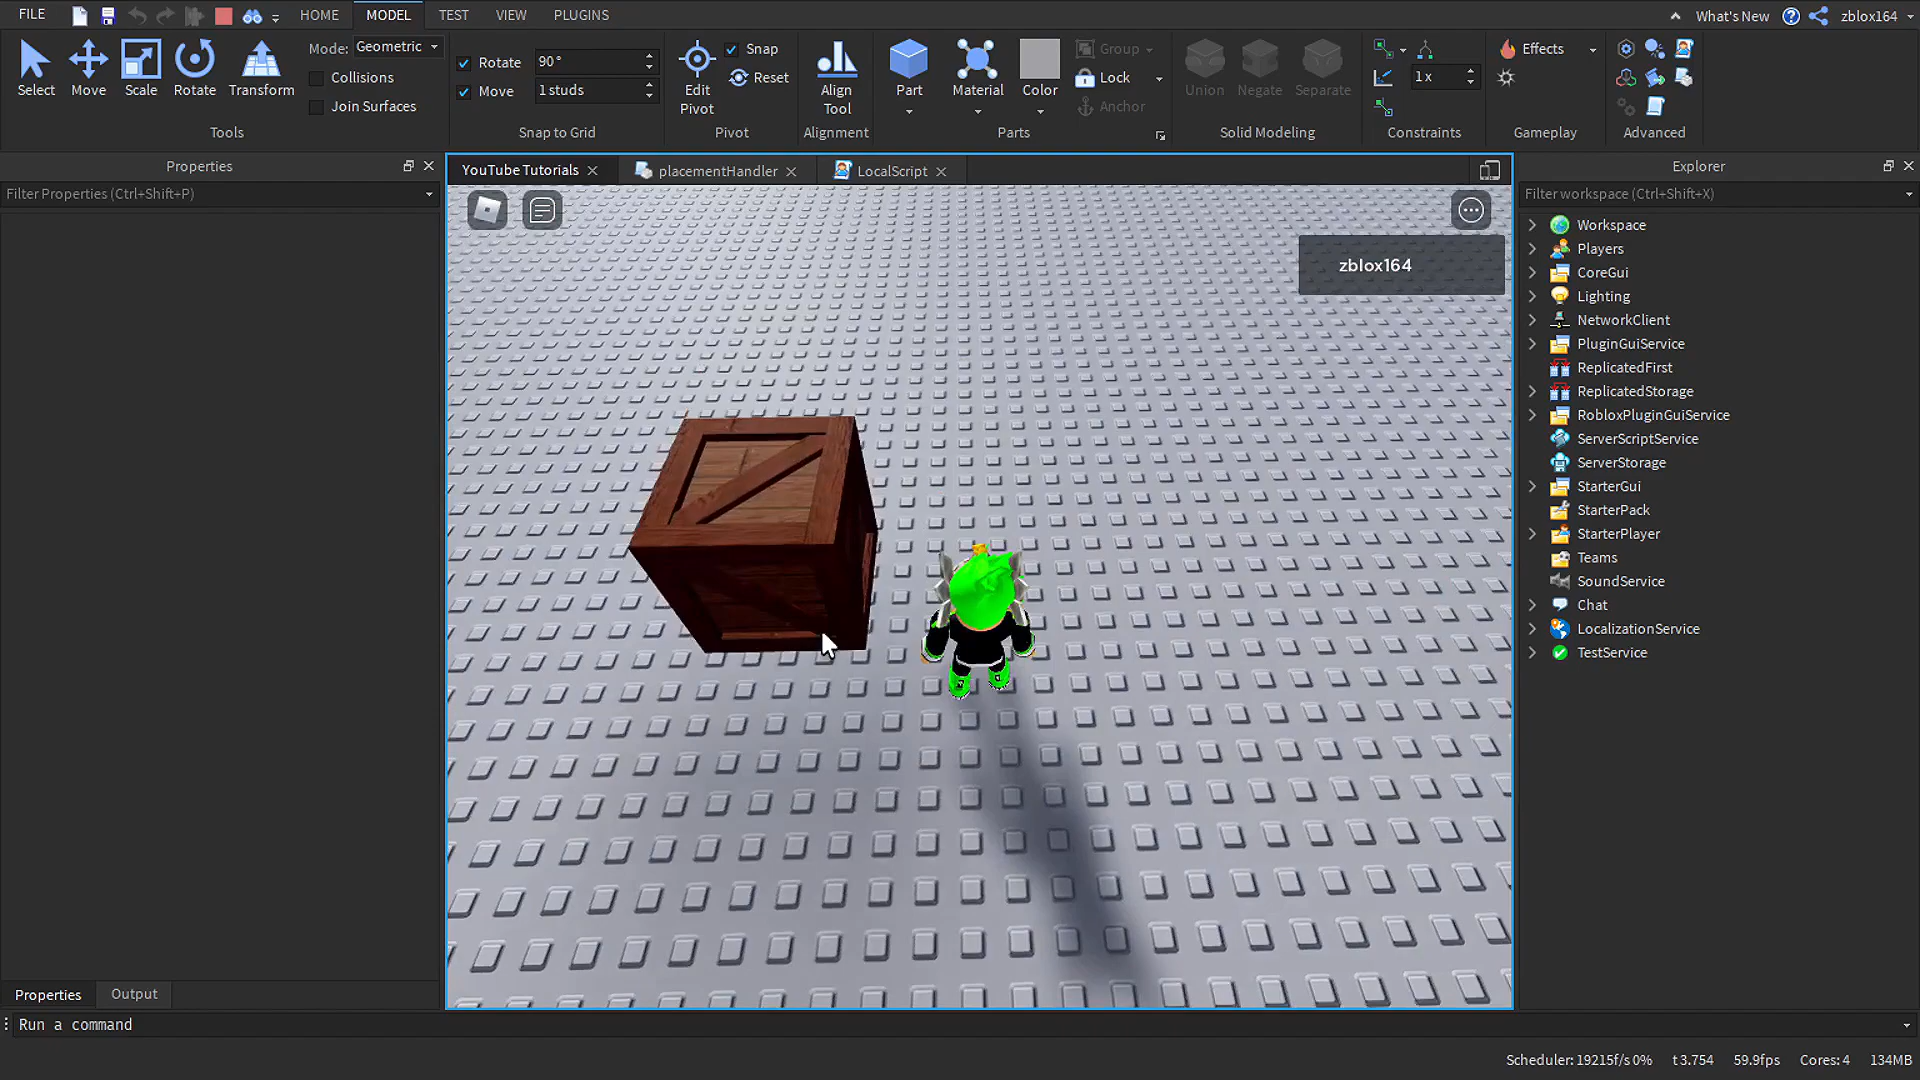 FILE HOME MODEL TEST VIEW PLUGINS What's New zblox164
Select Move Scale Rotate Transform
Mode: Geometric
Collisions
Join Surfaces
Tools
Rotate 90°
Move 1 studs
Snap to Grid
Edit Pivot
Snap
Reset
Pivot
Align Tool
Alignment
Part Material Color
Group
Lock
Anchor
Parts
Union Negate Separate
Solid Modeling
1x
Constraints
Effects
Gameplay
Advanced
Properties
Filter Properties (Ctrl+Shift+P)
YouTube Tutorials placementHandler LocalScript
zblox164
Explorer
Filter workspace (Ctrl+Shift+X)
Workspace
Players
CoreGui
Lighting
NetworkClient
PluginGuiService
ReplicatedFirst
ReplicatedStorage
RobloxPluginGuiService
ServerScriptService
ServerStorage
StarterGui
StarterPack
StarterPlayer
Teams
SoundService
Chat
LocalizationService
TestService
Properties Output
Run a command
Scheduler: 19215f/s 0% t 3.754 59.9fps Cores: 4 134MB